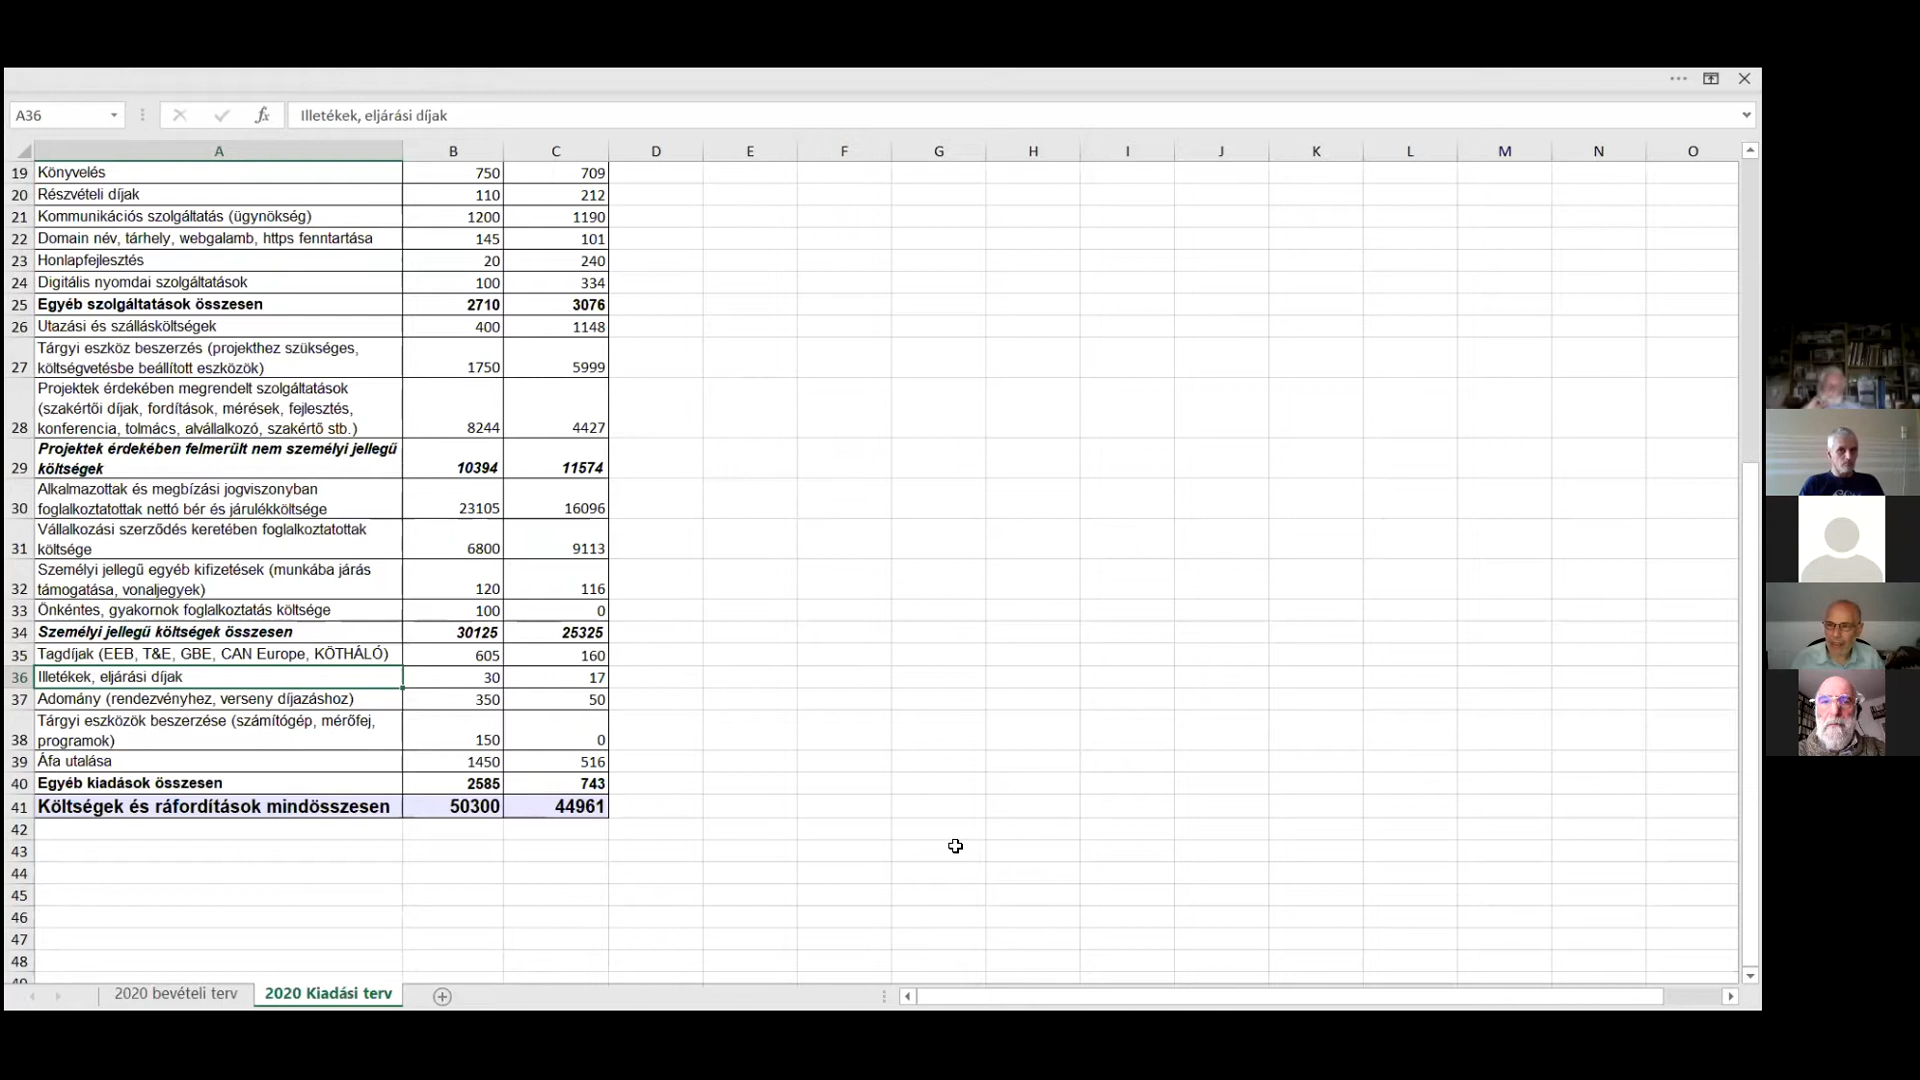 A36
fx
Illetékek, eljárási díjak
A B C D E F G H I J K L M N O
19 Könyvelés 750 709
20 Részvételi díjak 110 212
21 Kommunikációs szolgáltatás (ügynökség) 1200 1190
22 Domain név, tárhely, webgalamb, https fenntartása 145 101
23 Honlapfejlesztés 20 240
24 Digitális nyomdai szolgáltatások 100 334
25 Egyéb szolgáltatások összesen 2710 3076
26 Utazási és szállásköltségek 400 1148
Tárgyi eszköz beszerzés (projekthez szükséges,
27 költségvetésbe beállított eszközök) 1750 5999
Projektek érdekében megrendelt szolgáltatások
(szakértői díjak, fordítások, mérések, fejlesztés,
28 konferencia, tolmács, alvállalkozó, szakértő stb.) 8244 4427
Projektek érdekében felmerült nem személyi jellegű
29 költségek 10394 11574
Alkalmazottak és megbízási jogviszonyban
30 foglalkoztatottak nettó bér és járulékköltsége 23105 16096
Vállalkozási szerződés keretében foglalkoztatottak
31 költsége 6800 9113
Személyi jellegű egyéb kifizetések (munkába járás
32 támogatása, vonaljegyek) 120 116
33 Önkéntes, gyakornok foglalkoztatás költsége 100 0
34 Személyi jellegű költségek összesen 30125 25325
35 Tagdíjak (EEB, T&E, GBE, CAN Europe, KÖTHÁLÓ) 605 160
36 Illetékek, eljárási díjak 30 17
37 Adomány (rendezvényhez, verseny díjazáshoz) 350 50
Tárgyi eszközök beszerzése (számítógép, mérőfej,
38 programok) 150 0
39 Áfa utalása 1450 516
40 Egyéb kiadások összesen 2585 743
41 Költségek és ráfordítások mindösszesen 50300 44961
42
43
44
45
46
47
48
49
2020 bevételi terv 2020 Kiadási terv